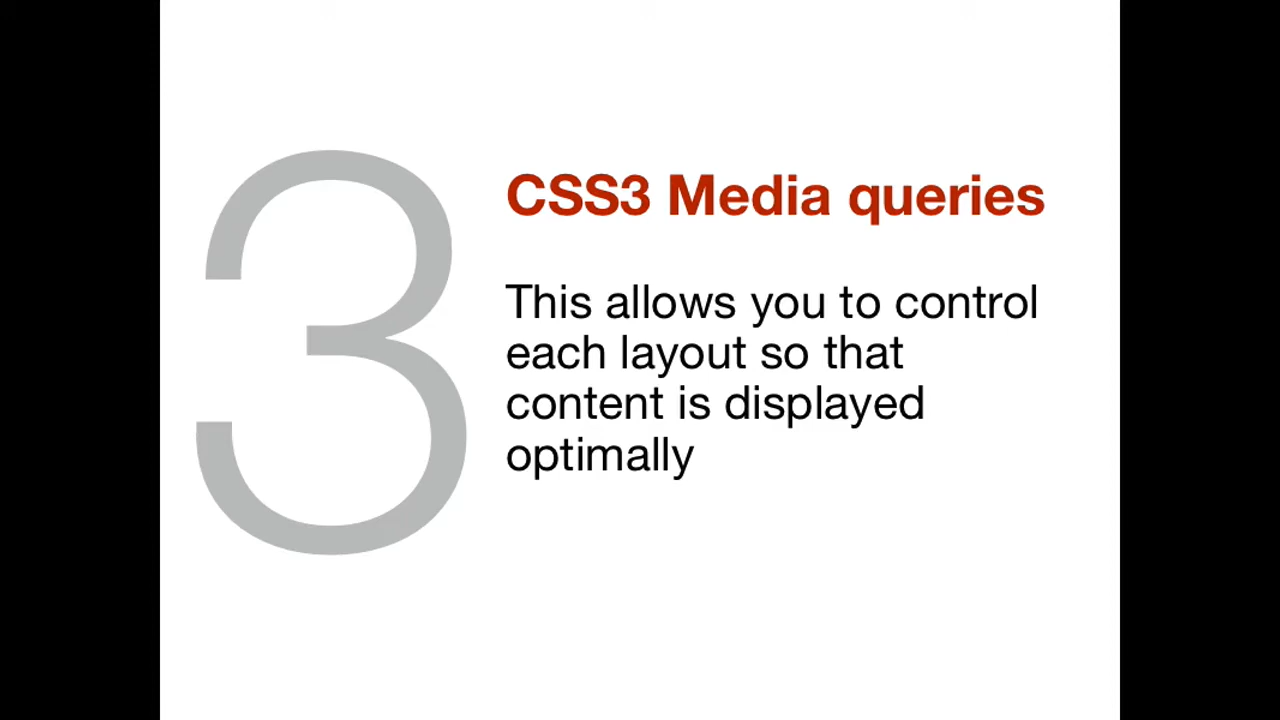 3
CSS3 Media queries
This allows you to control
each layout so that
content is displayed
optimally